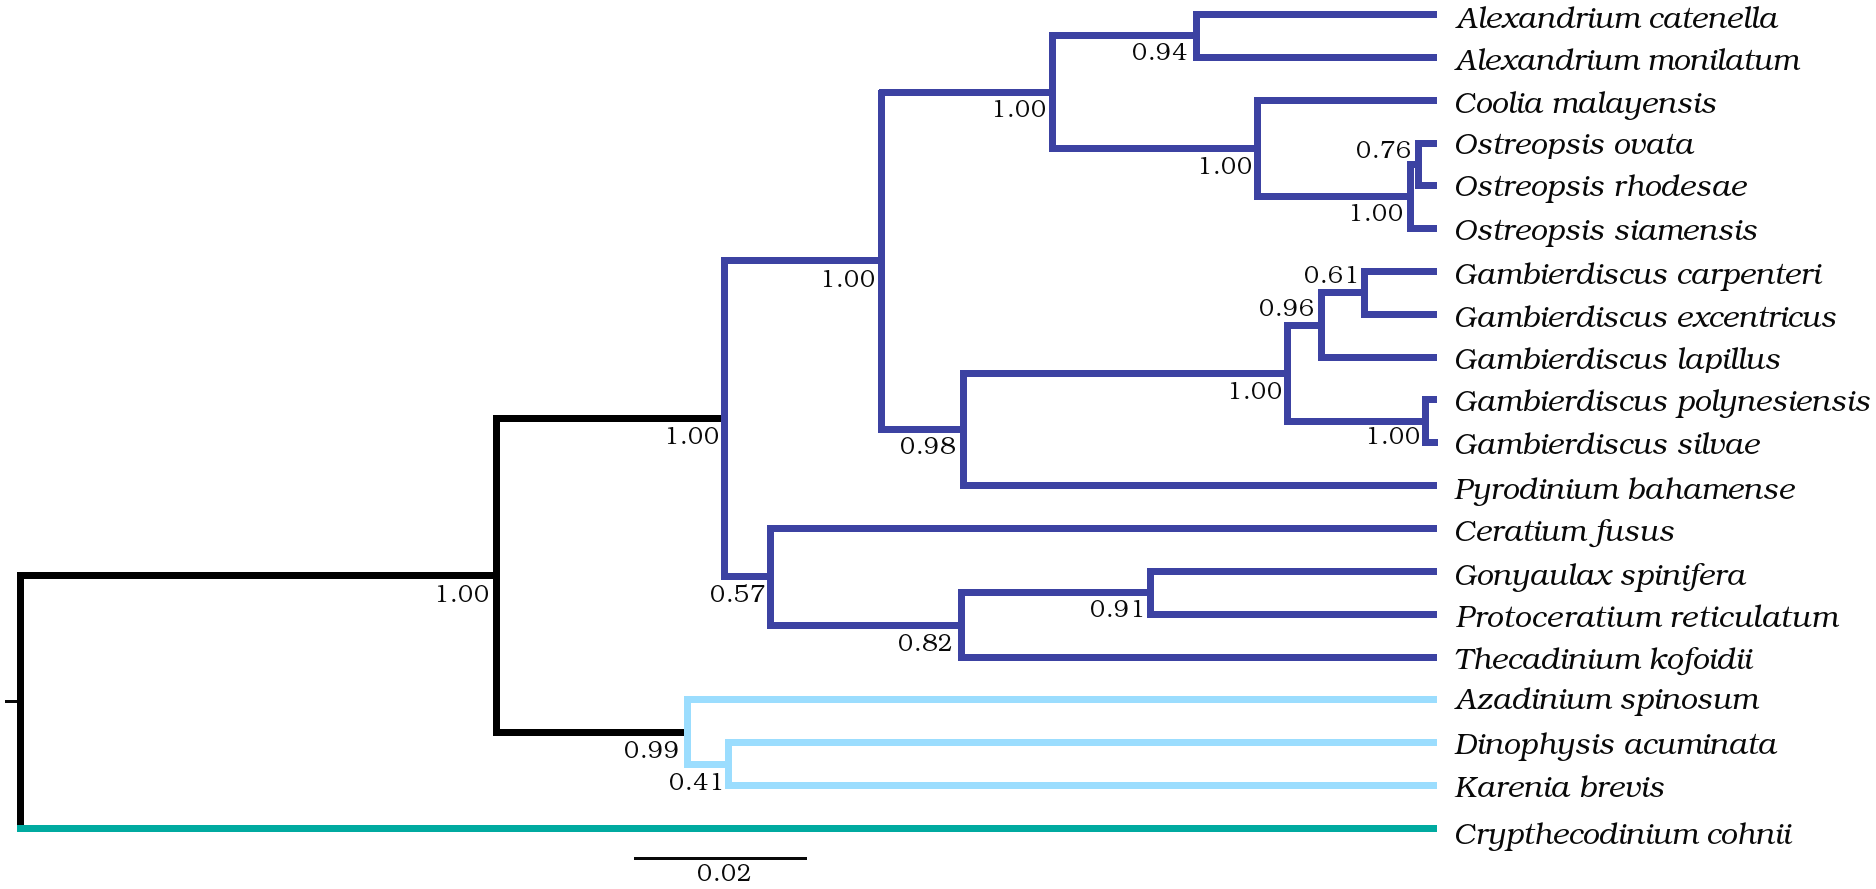 Alexandrium catenella
0.94
Alexandrium monilatum
1.00
Coolia malayensis
0.76
Ostreopsis ovata
1.00
Ostreopsis rhodesae
1.00
Ostreopsis siamensis
1.00
0.61
Gambierdiscus carpenteri
0.96
Gambierdiscus excentricus
Gambierdiscus lapillus
1.00
Gambierdiscus polynesiensis
1.00
1.00
Gambierdiscus silvae
0.98
Pyrodinium bahamense
Ceratium fusus
Gonyaulax spinifera
1.00
0.57
0.91
Protoceratium reticulatum
0.82
Thecadinium kofoidii
Azadinium spinosum
0.99
Dinophysis acuminata
0.41
Karenia brevis
Crypthecodinium cohnii
0.02